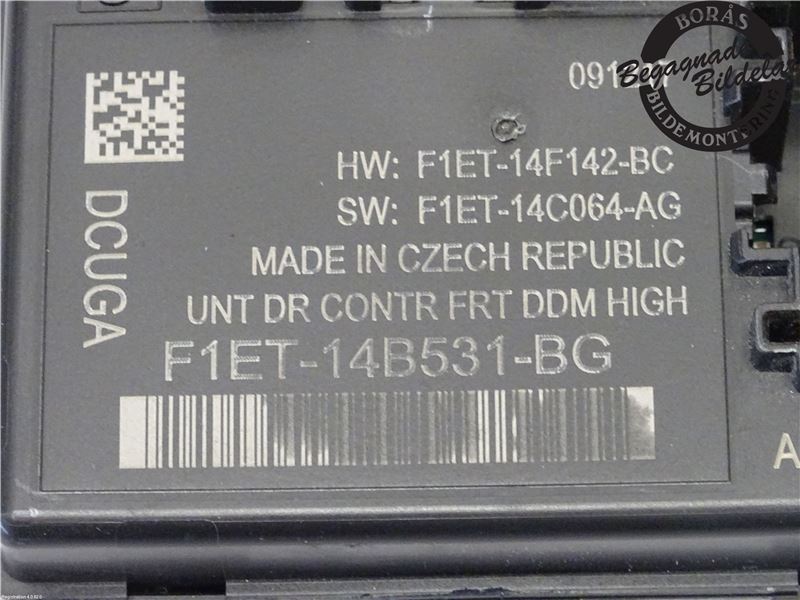 BORÅS
Begagnade
Bildelar
BILDEMONTERING
HW: F1ET-14F142-BC
SW: F1ET-14C064-AG
MADE IN CZECH REPUBLIC
UNT DR CONTR FRT DDM HIGH
F1ET-14B531-BG
DCUGA
A